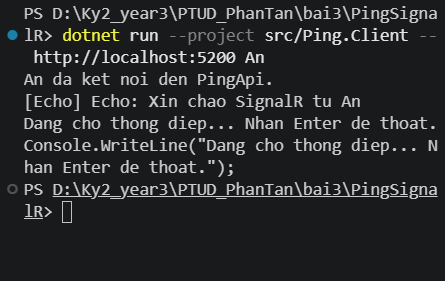 PS D:\Ky2_year3\PTUD_PhanTan\bai3\PingSigna
lR> dotnet run --project src/Ping.Client --
 http://localhost:5200 An
An da ket noi den PingApi.
[Echo] Echo: Xin chao SignalR tu An
Dang cho thong diep... Nhan Enter de thoat.
Console.WriteLine("Dang cho thong diep... N
han Enter de thoat.");
PS D:\Ky2_year3\PTUD_PhanTan\bai3\PingSigna
lR>